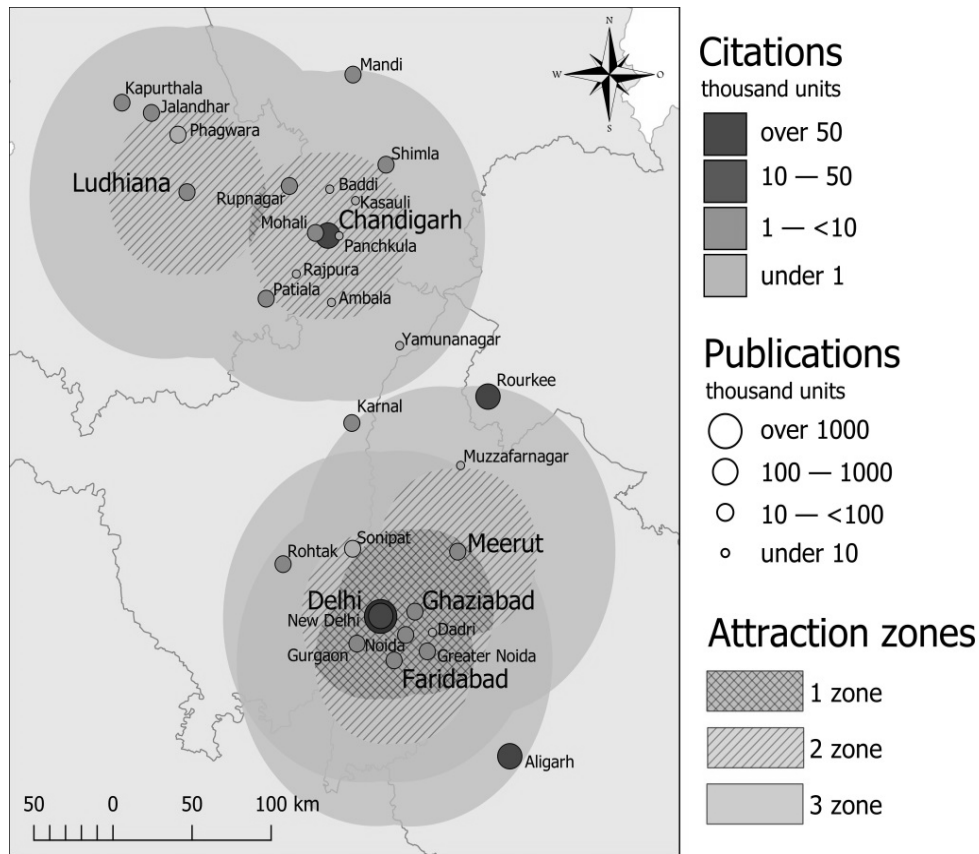 N
W
O
S
Mandi
Kapurthala
Jalandhar
Phagwara
Shimla
Ludhiana
Baddi
Rupnagar
Kasauli
Mohali
Chandigarh
Panchkula
Rajpura
Patiala
Ambala
Yamunanagar
Rourkee
Karnal
Muzzafarnagar
Sonipat
Rohtak
Meerut
Delhi
Ghaziabad
New Delhi
Dadri
Noida
Gurgaon
Greater Noida
Faridabad
Aligarh
50 0 50 100 km
Citations
thousand units
over 50
10 — 50
1 — <10
under 1
Publications
thousand units
over 1000
100 — 1000
10 — <100
under 10
Attraction zones
1 zone
2 zone
3 zone